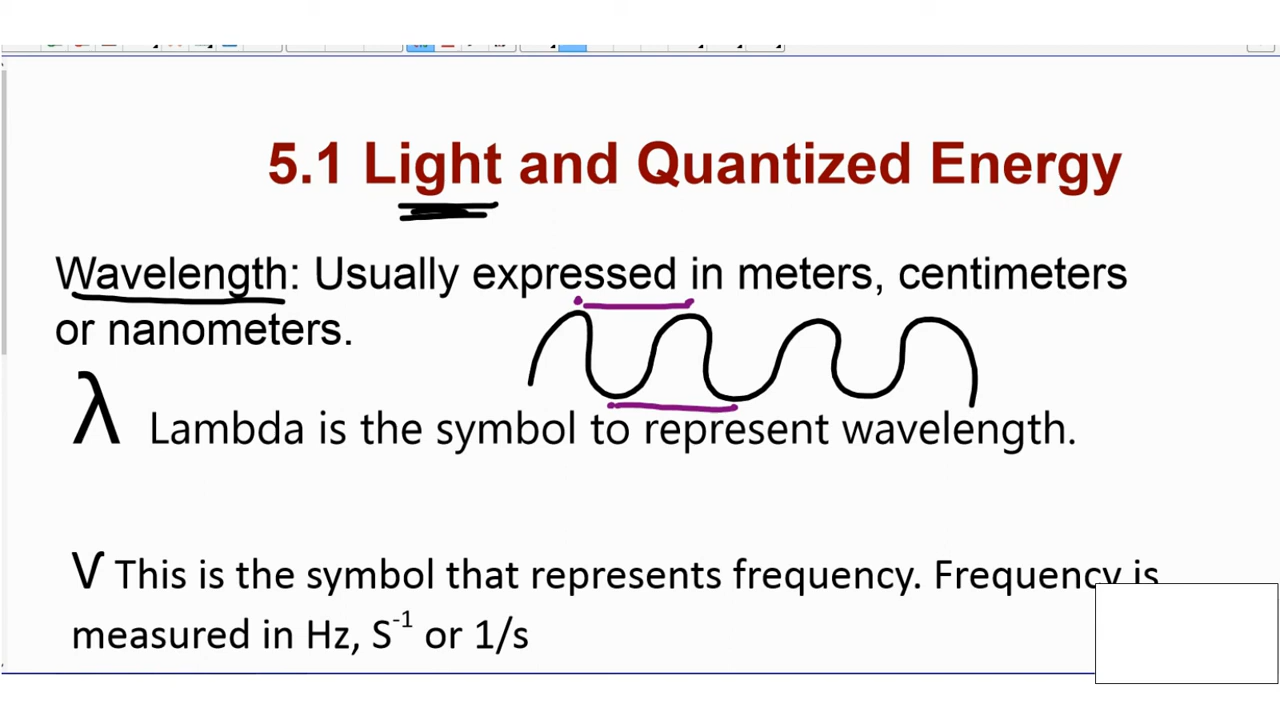 5.1 Light and Quantized Energy
Wavelength: Usually expressed in meters, centimeters
or nanometers.
λ Lambda is the symbol to represent wavelength.
ν This is the symbol that represents frequency. Frequency is
measured in Hz, S⁻¹ or 1/s